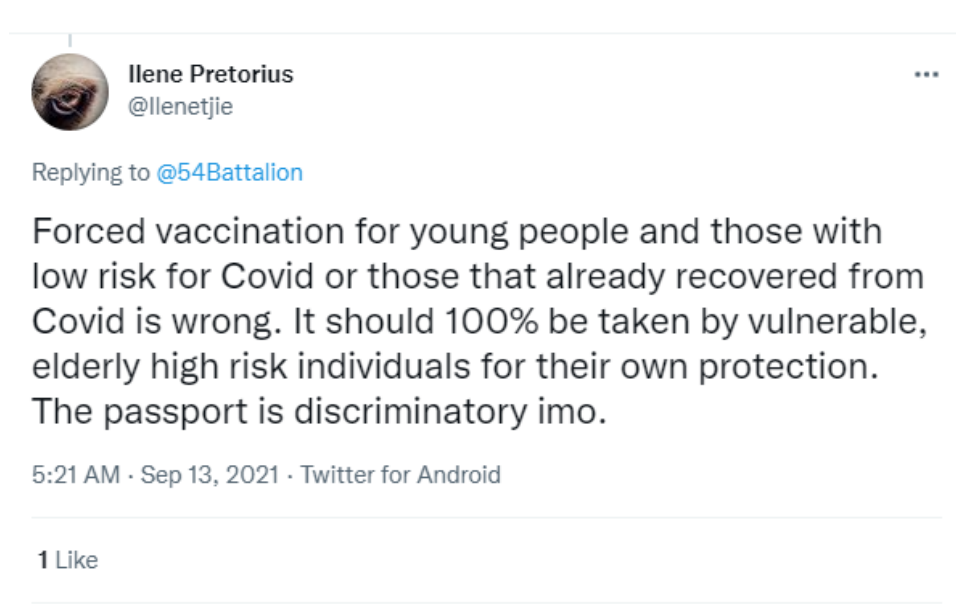 Ilene Pretorius
@Ilenetjie
Replying to @54Battalion
Forced vaccination for young people and those with
low risk for Covid or those that already recovered from
Covid is wrong. It should 100% be taken by vulnerable,
elderly high risk individuals for their own protection.
The passport is discriminatory imo.
5:21 AM · Sep 13, 2021 · Twitter for Android
1 Like